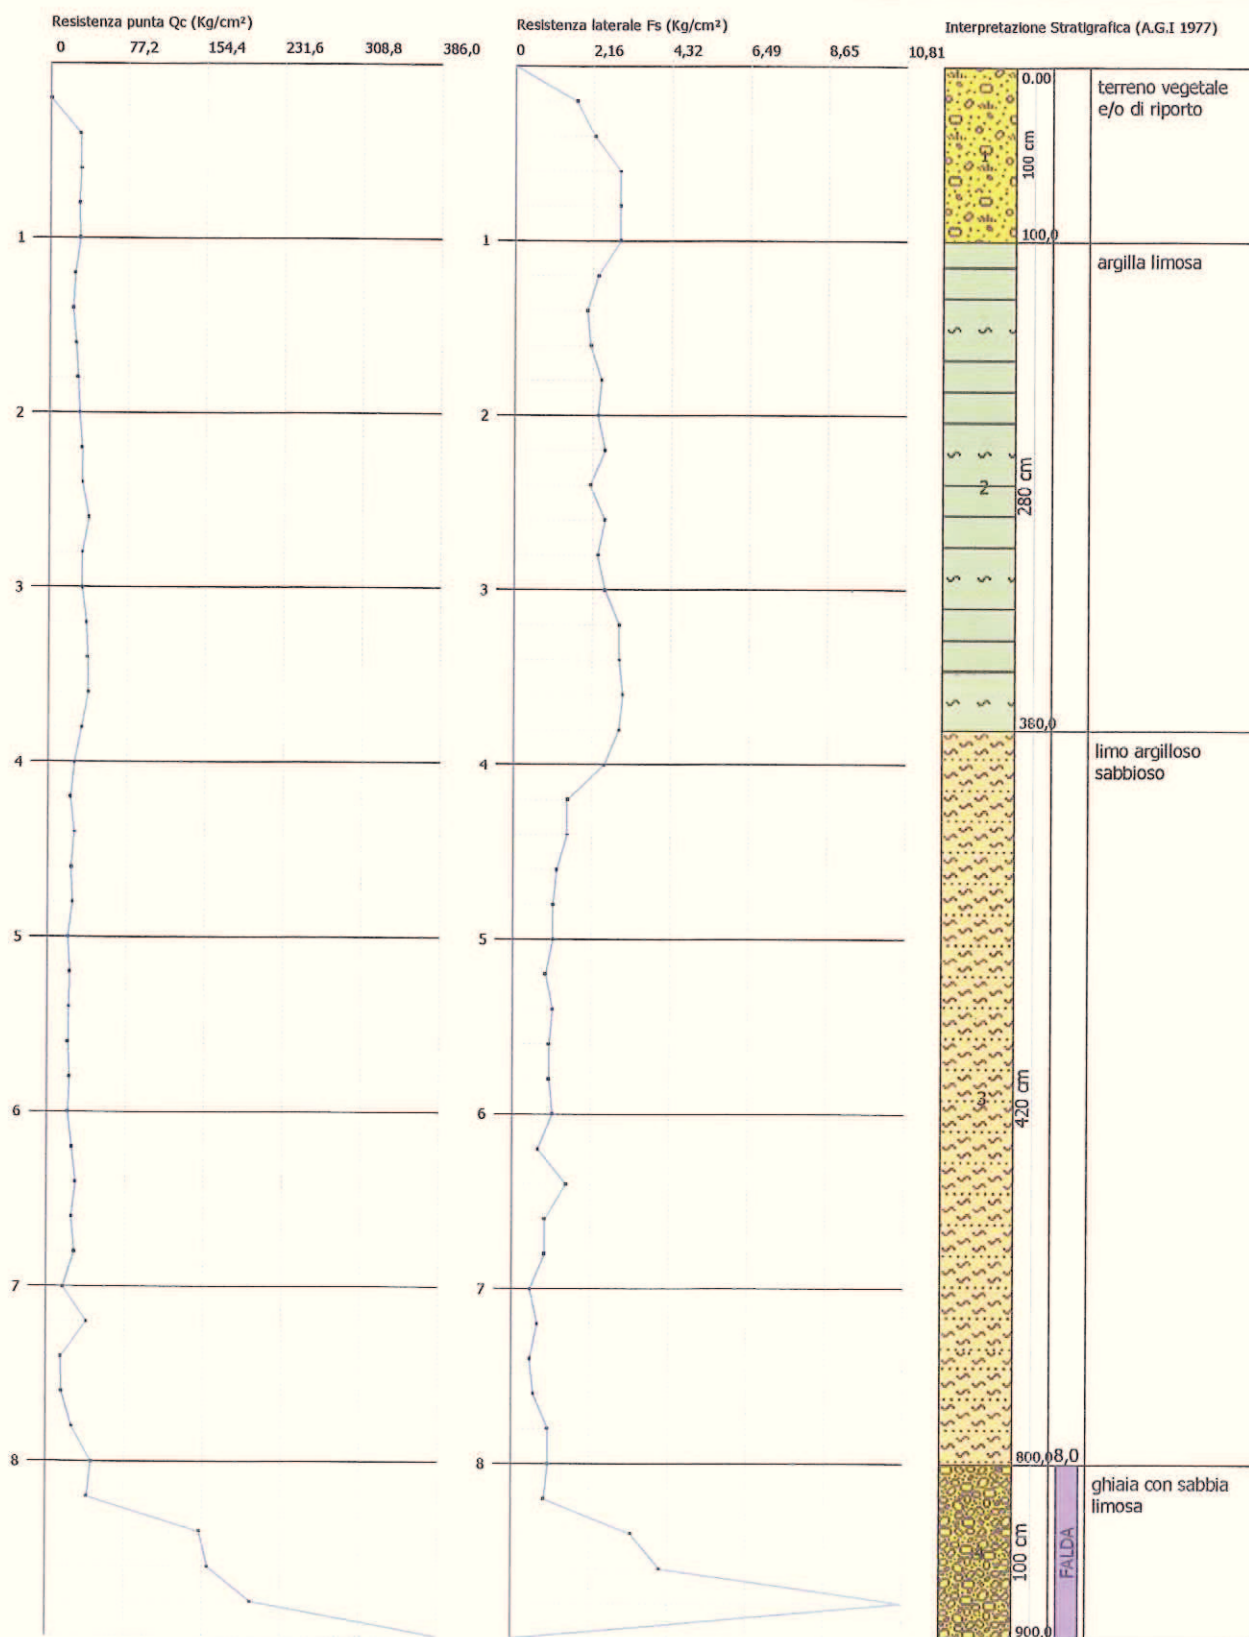 Resistenza punta Qc (Kg/cm²)
0 77,2 154,4 231,6 308,8 386,0
1
2
3
4
5
6
7
8
Resistenza laterale Fs (Kg/cm²)
0 2,16 4,32 6,49 8,65 10,81
1
2
3
4
5
6
7
8
Interpretazione Stratigrafica (A.G.I 1977)
0.00
1
100 cm
100,0
terreno vegetale
e/o di riporto
2
280 cm
380,0
argilla limosa
3
420 cm
800,0
8,0
limo argilloso
sabbioso
4
100 cm
900,0
FALDA
ghiaia con sabbia
limosa